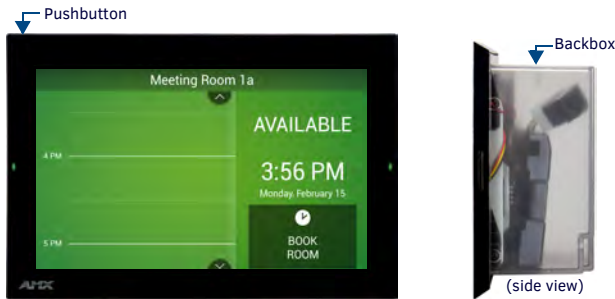 Pushbutton
Backbox
Meeting Room 1a
AVAILABLE
4 PM
3:56 PM
Monday, February 15
BOOK
ROOM
5 PM
AMX
(side view)